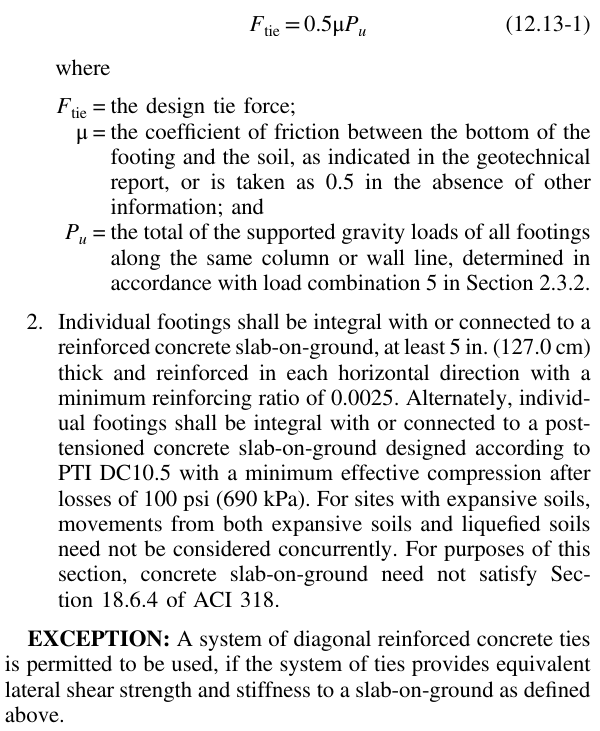 F_tie = 0.5μP_u (12.13-1)
where
F_tie = the design tie force;
μ = the coefficient of friction between the bottom of the
footing and the soil, as indicated in the geotechnical
report, or is taken as 0.5 in the absence of other
information; and
P_u = the total of the supported gravity loads of all footings
along the same column or wall line, determined in
accordance with load combination 5 in Section 2.3.2.
2. Individual footings shall be integral with or connected to a
reinforced concrete slab-on-ground, at least 5 in. (127.0 cm)
thick and reinforced in each horizontal direction with a
minimum reinforcing ratio of 0.0025. Alternately, individ-
ual footings shall be integral with or connected to a post-
tensioned concrete slab-on-ground designed according to
PTI DC10.5 with a minimum effective compression after
losses of 100 psi (690 kPa). For sites with expansive soils,
movements from both expansive soils and liquefied soils
need not be considered concurrently. For purposes of this
section, concrete slab-on-ground need not satisfy Sec-
tion 18.6.4 of ACI 318.
EXCEPTION: A system of diagonal reinforced concrete ties
is permitted to be used, if the system of ties provides equivalent
lateral shear strength and stiffness to a slab-on-ground as defined
above.